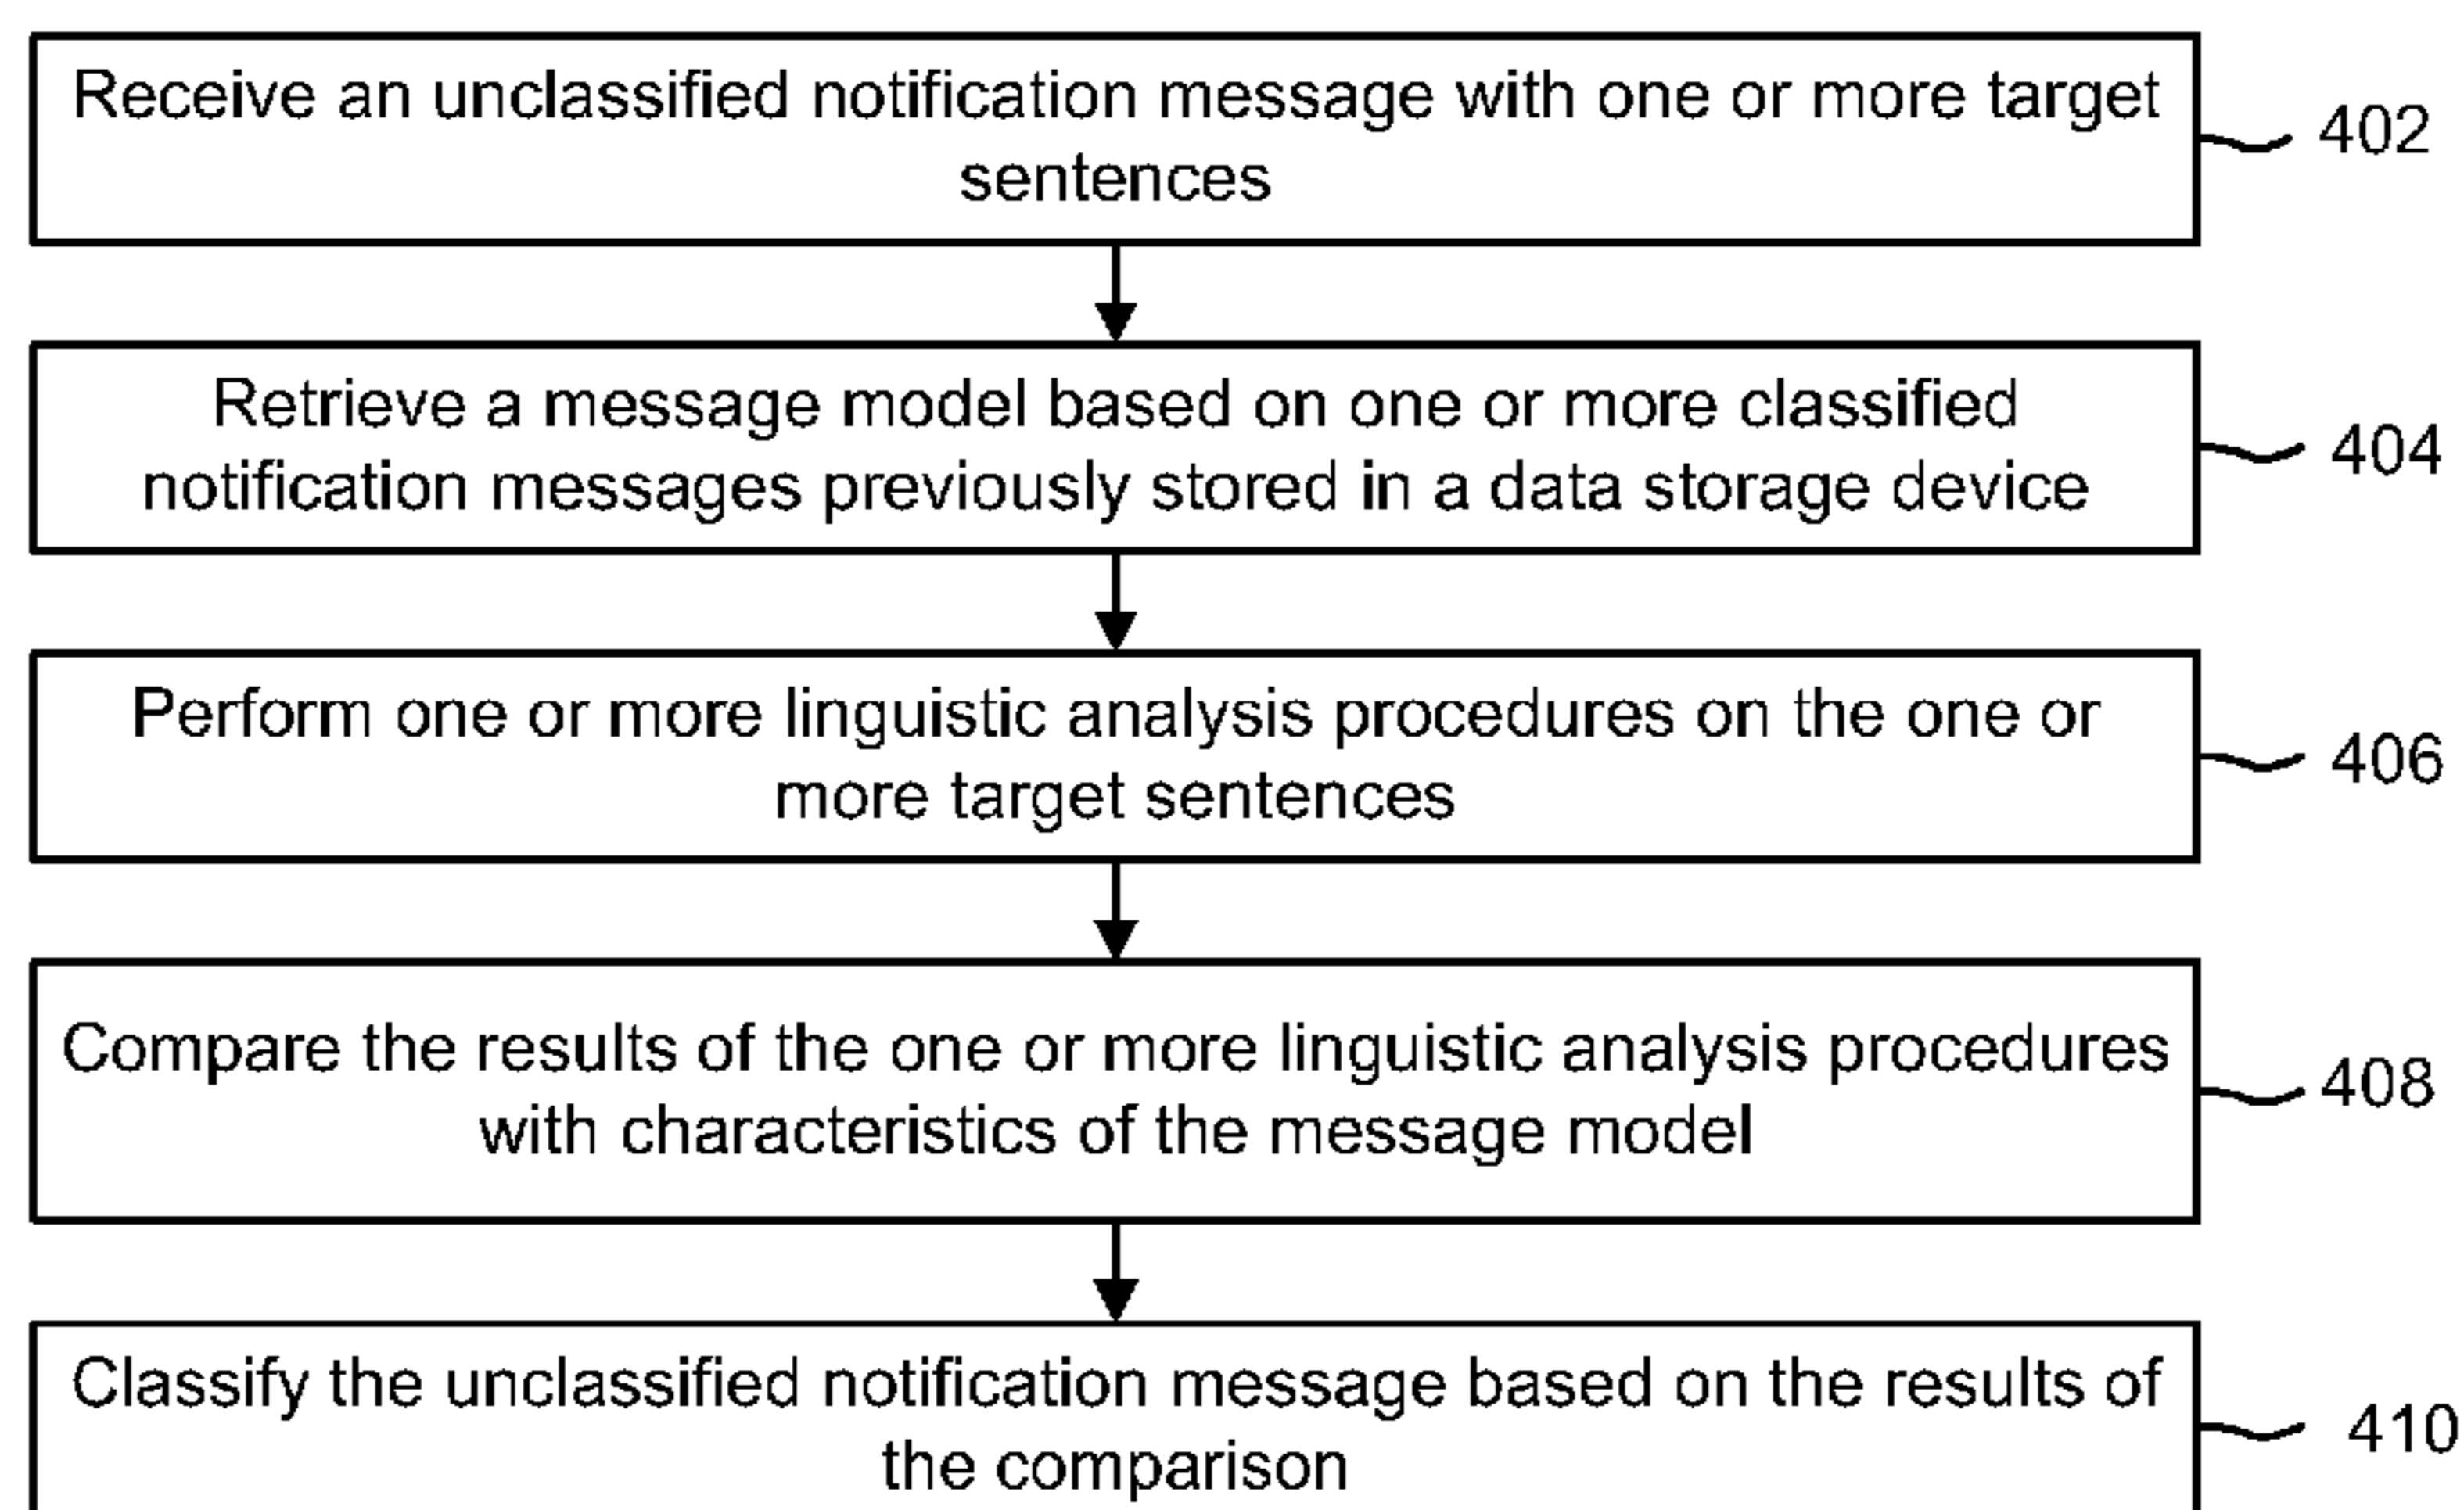 Receive an unclassified notification message with one or more target
sentences
402
Retrieve a message model based on one or more classified
notification messages previously stored in a data storage device
404
Perform one or more linguistic analysis procedures on the one or
more target sentences
406
Compare the results of the one or more linguistic analysis procedures
with characteristics of the message model
408
Classify the unclassified notification message based on the results of
the comparison
410